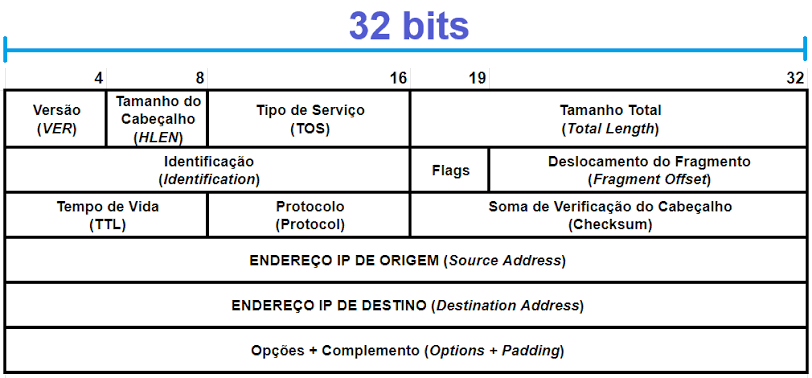 32 bits
4 8 16 19 32
Versão
(VER)
Tamanho do
Cabeçalho
(HLEN)
Tipo de Serviço
(TOS)
Tamanho Total
(Total Length)
Identificação
(Identification)
Flags
Deslocamento do Fragmento
(Fragment Offset)
Tempo de Vida
(TTL)
Protocolo
(Protocol)
Soma de Verificação do Cabeçalho
(Checksum)
ENDEREÇO IP DE ORIGEM (Source Address)
ENDEREÇO IP DE DESTINO (Destination Address)
Opções + Complemento (Options + Padding)